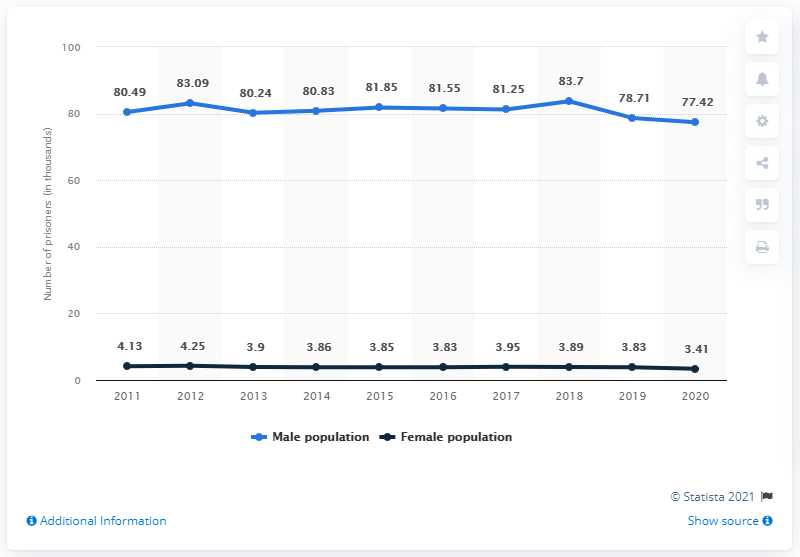 100
80
60
40
20
0
Number of prisoners (in thousands)
80.49 83.09 80.24 80.83 81.85 81.55 81.25 83.7 78.71 77.42
4.13 4.25 3.9 3.86 3.85 3.83 3.95 3.89 3.83 3.41
2011 2012 2013 2014 2015 2016 2017 2018 2019 2020
Male population Female population
© Statista 2021
Additional Information Show source